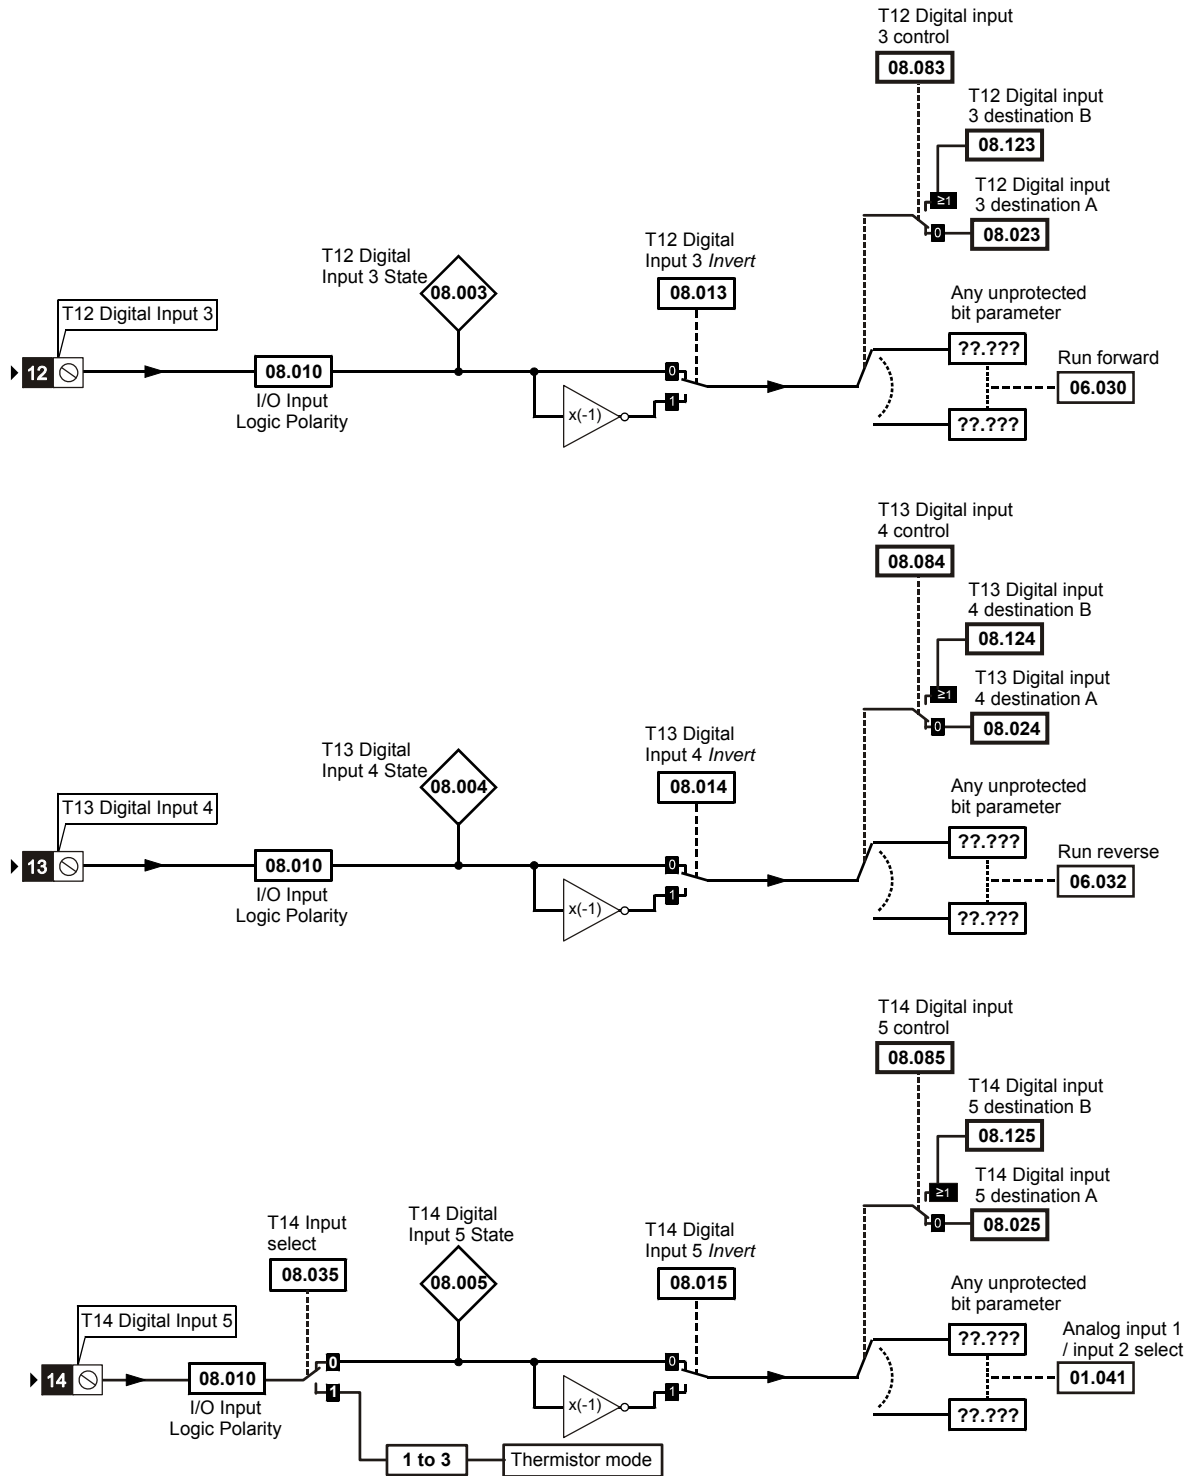 T12 Digital input
3 control
08.083
T12 Digital input
3 destination B
08.123
≥1
T12 Digital input
3 destination A
0
08.023
T12 Digital
Input 3 State
08.003
T12 Digital
Input 3 Invert
08.013
T12 Digital Input 3
12
08.010
I/O Input
Logic Polarity
x(-1)
0
1
Any unprotected
bit parameter
??.???
??.???
Run forward
06.030
T13 Digital input
4 control
08.084
T13 Digital input
4 destination B
08.124
≥1
T13 Digital input
4 destination A
0
08.024
T13 Digital
Input 4 State
08.004
T13 Digital
Input 4 Invert
08.014
T13 Digital Input 4
13
08.010
I/O Input
Logic Polarity
x(-1)
0
1
Any unprotected
bit parameter
??.???
??.???
Run reverse
06.032
T14 Digital input
5 control
08.085
T14 Digital input
5 destination B
08.125
≥1
T14 Digital input
5 destination A
0
08.025
T14 Input
select
08.035
T14 Digital
Input 5 State
08.005
T14 Digital
Input 5 Invert
08.015
T14 Digital Input 5
14
08.010
I/O Input
Logic Polarity
0
1
x(-1)
0
1
1 to 3
Thermistor mode
Any unprotected
bit parameter
??.???
??.???
Analog input 1
/ input 2 select
01.041